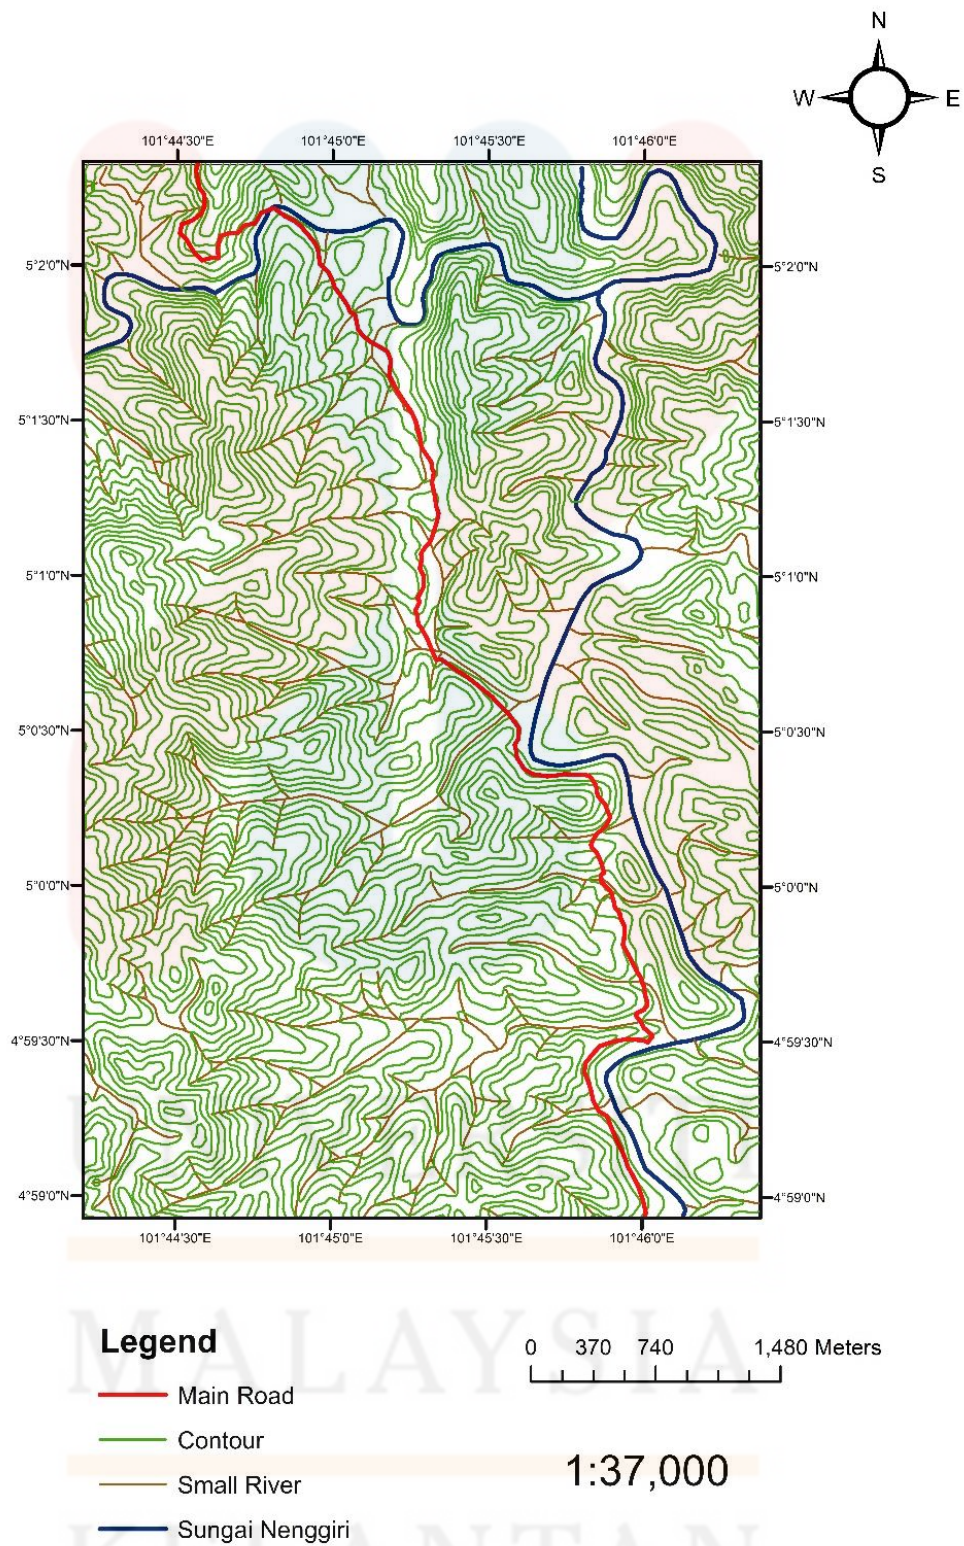 N
W E
S
101°44'30"E 101°45'0"E 101°45'30"E 101°46'0"E
5°2'0"N 5°2'0"N
5°1'30"N 5°1'30"N
5°1'0"N 5°1'0"N
5°0'30"N 5°0'30"N
5°0'0"N 5°0'0"N
4°59'30"N 4°59'30"N
4°59'0"N 4°59'0"N
101°44'30"E 101°45'0"E 101°45'30"E 101°46'0"E
MALAYSIA
Legend
0 370 740 1,480 Meters
Main Road
Contour
1:37,000
Small River
Sungai Nenggiri
KELANTAN